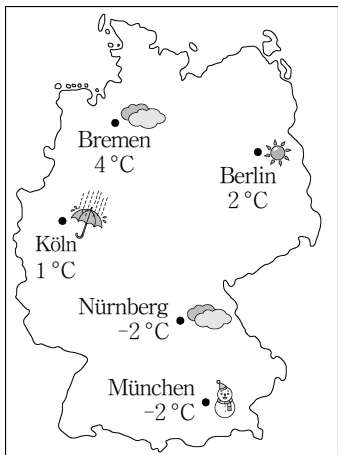 Bremen
4 °C
Berlin
2 °C
Köln
1 °C
Nürnberg
–2 °C
München
–2 °C